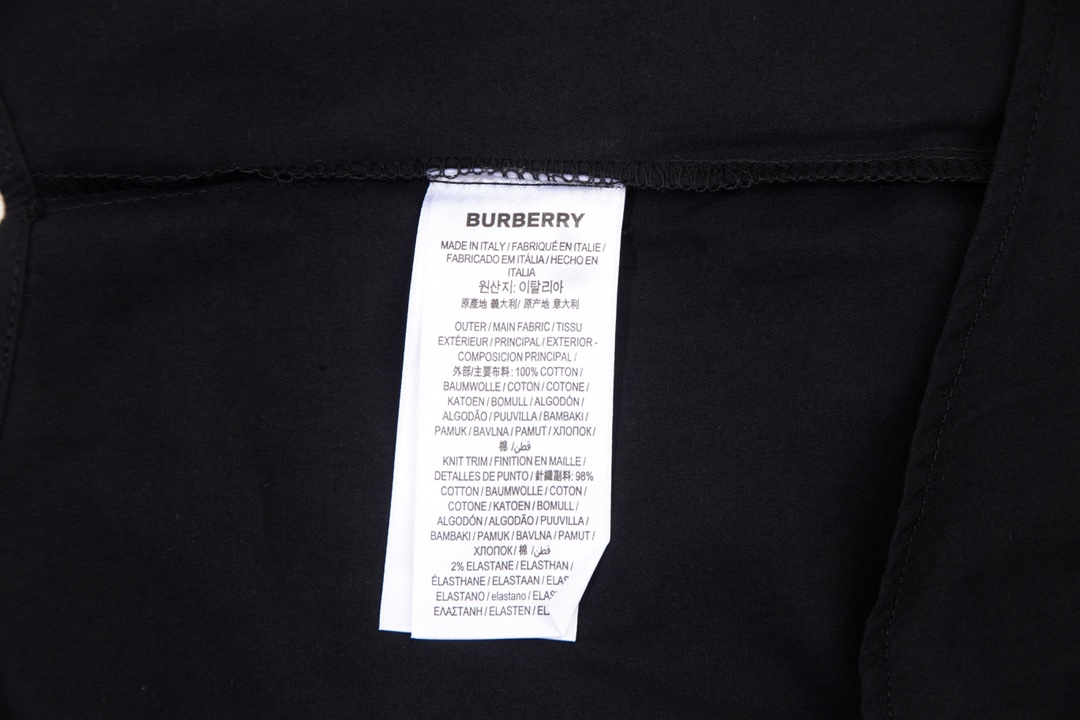 BURBERRY
MADE IN ITALY / FABRIQUÉ EN ITALIE /
FABRICADO EM ITÁLIA / HECHO EN
ITALIA
원산지: 이탈리아
原產地 義大利/ 原产地 意大利
OUTER / MAIN FABRIC / TISSU
EXTÉRIEUR / PRINCIPAL / EXTERIOR -
COMPOSICION PRINCIPAL /
外部/主要布料: 100% COTTON /
BAUMWOLLE / COTON / COTONE /
KATOEN / BOMULL / ALGODÓN /
ALGODÃO / PUUVILLA / BAMBAKI /
PAMUK / BAVLNA / PAMUT / ХЛОПОК /
棉 / قطن
KNIT TRIM / FINITION EN MAILLE /
DETALLES DE PUNTO / 針織副料: 98%
COTTON / BAUMWOLLE / COTON /
COTONE / KATOEN / BOMULL /
ALGODÓN / ALGODÃO / PUUVILLA /
BAMBAKI / PAMUK / BAVLNA / PAMUT /
ХЛОПОК / 棉 / قطن
2% ELASTANE / ELASTHAN /
ÉLASTHANE / ELASTAAN /
ELASTANO / elastano /
ΕΛΑΣΤΑΝΗ / ELASTEN /